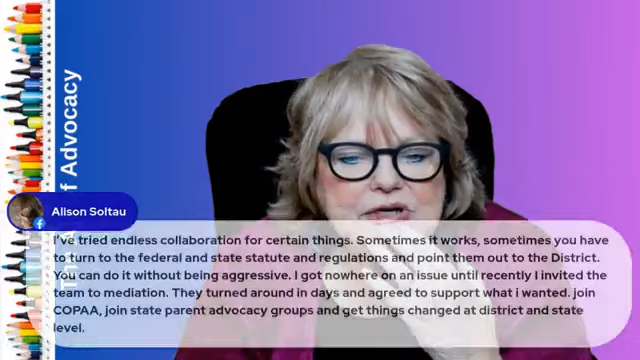 f Advocacy
Alison Soltau
I've tried endless collaboration for certain things. Sometimes it works, sometimes you have
to turn to the federal and state statute and regulations and point them out to the District.
You can do it without being aggressive. I got nowhere on an issue until recently I invited the
team to mediation. They turned around in days and agreed to support what i wanted. join
COPAA, join state parent advocacy groups and get things changed at district and state
level.